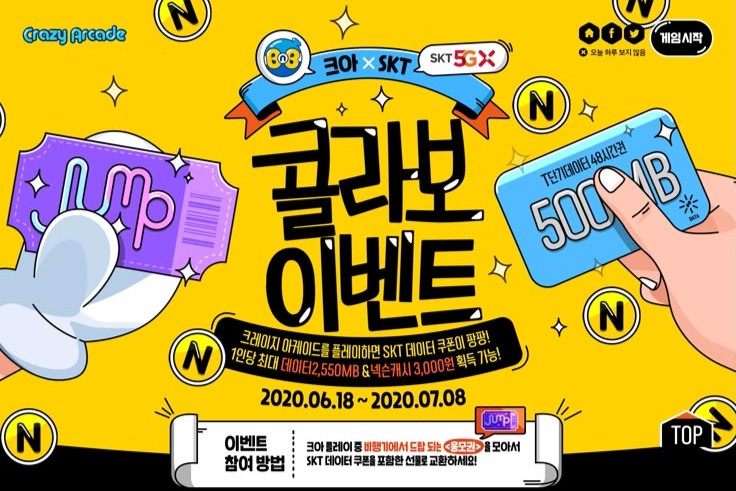 Crazy Arcade
게임시작
오늘 하루 보지 않음
BnB
크아 X SKT
SKT 5GX
콜라보
이벤트
Jump
T단기데이터 48시간권
500MB
DATA
N
N
N
N
크레이지 아케이드를 플레이하면 SKT 데이터 쿠폰이 팡팡!
1인당 최대 데이터2,550MB & 넥슨캐시 3,000원 획득 가능!
2020.06.18 ~ 2020.07.08
이벤트
참여 방법
Jump
크아 플레이 중 비행기에서 드랍 되는 <응모권>을 모아서
SKT 데이터 쿠폰을 포함한 선물로 교환하세요!
TOP